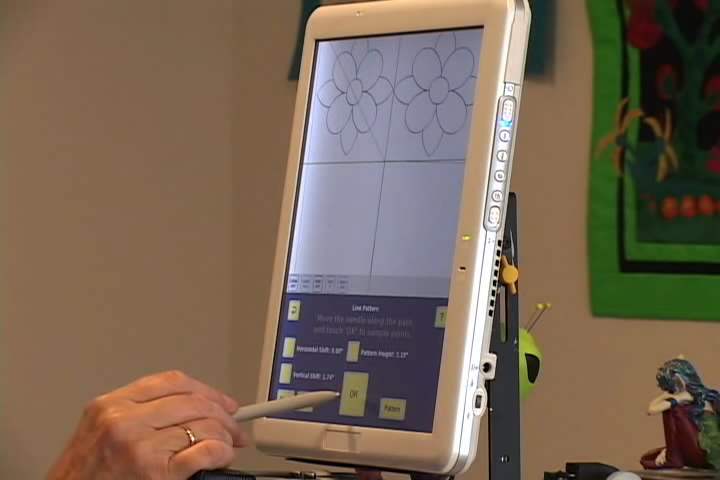 Line Pattern
Move the needle along the path,
and touch 'OK' to sample points.
?
Horizontal Shift: 0.00"
Pattern Height: 3.19"
Vertical Shift: 1.74"
OK
Pattern